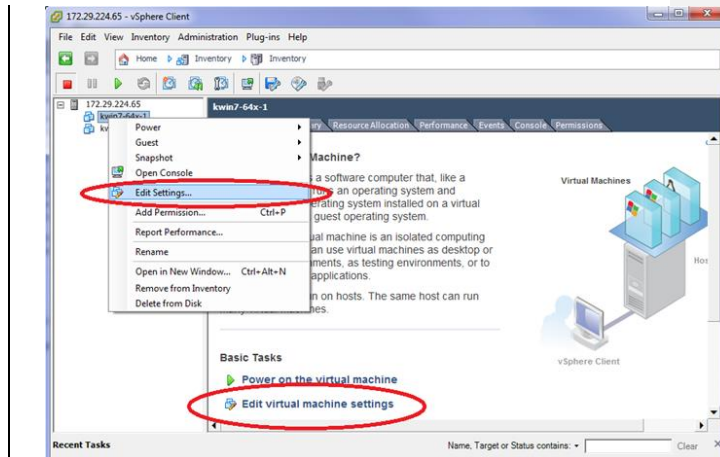 172.29.224.65 - vSphere Client
File Edit View Inventory Administration Plug-ins Help
Home Inventory Inventory
172.29.224.65
kwin7-64x-1
kwin7-64x-1
Resource Allocation Performance Events Console Permissions
Power
Guest
Snapshot
Open Console
Edit Settings...
Add Permission... Ctrl+P
Report Performance...
Rename
Open in New Window... Ctrl+Alt+N
Remove from Inventory
Delete from Disk
Machine?
a software computer that, like a
an operating system and
operating system installed on a virtual
guest operating system.
machine is an isolated computing
can use virtual machines as desktop or
as testing environments, or to
applications.
on hosts. The same host can run
Virtual Machines
vSphere Client
Basic Tasks
Power on the virtual machine
Edit virtual machine settings
Recent Tasks
Name, Target or Status contains:
Clear